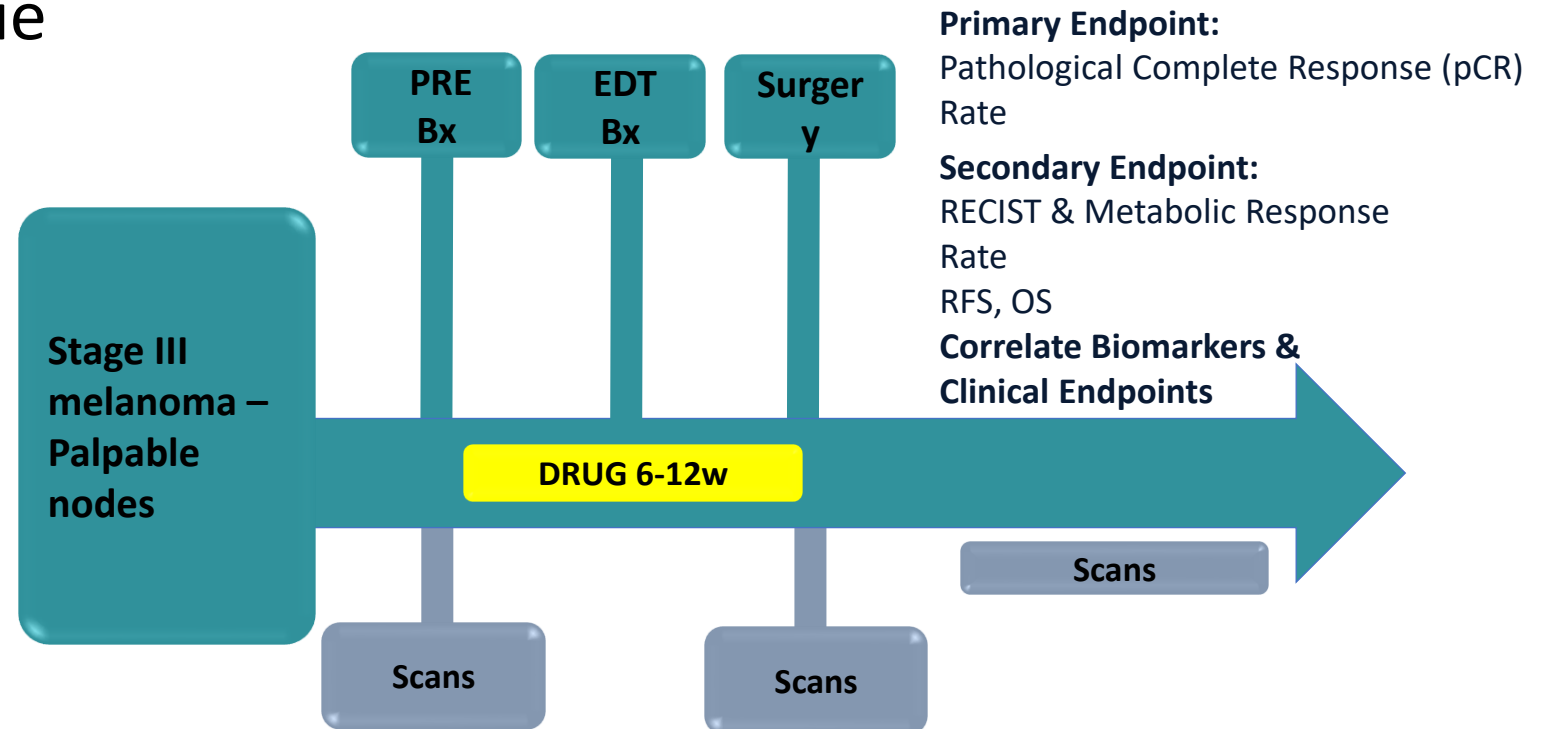 ue
PRE
Bx
EDT
Bx
Surger
y
Primary Endpoint:
Pathological Complete Response (pCR)
Rate
Secondary Endpoint:
RECIST & Metabolic Response
Rate
RFS, OS
Correlate Biomarkers &
Clinical Endpoints
Stage III
melanoma –
Palpable
nodes
DRUG 6-12w
Scans
Scans
Scans